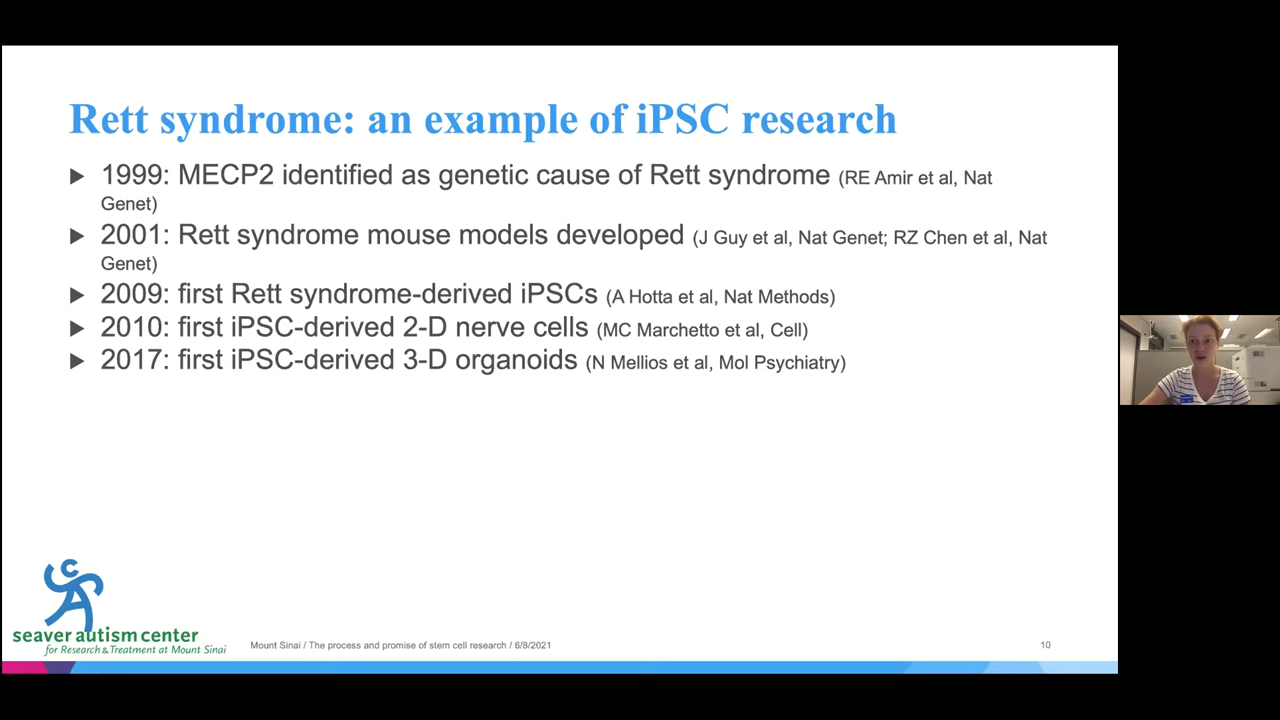 Rett syndrome: an example of iPSC research
▶ 1999: MECP2 identified as genetic cause of Rett syndrome (RE Amir et al, Nat
Genet)
▶ 2001: Rett syndrome mouse models developed (J Guy et al, Nat Genet; RZ Chen et al, Nat
Genet)
▶ 2009: first Rett syndrome-derived iPSCs (A Hotta et al, Nat Methods)
▶ 2010: first iPSC-derived 2-D nerve cells (MC Marchetto et al, Cell)
▶ 2017: first iPSC-derived 3-D organoids (N Mellios et al, Mol Psychiatry)
seaver autism center
for Research & Treatment at Mount Sinai
Mount Sinai / The process and promise of stem cell research / 6/8/2021
10